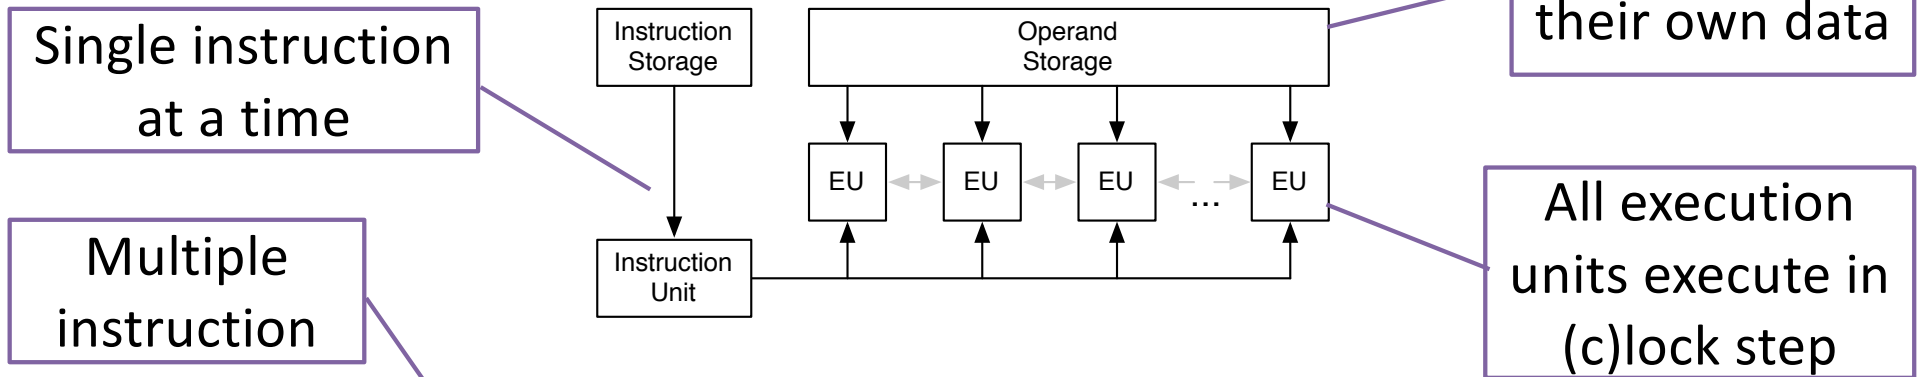 Single instruction
at a time
Instruction
Storage
Operand
Storage
their own data
EU
EU
EU
...
EU
All execution
units execute in
(c)lock step
Multiple
instruction
Instruction
Unit